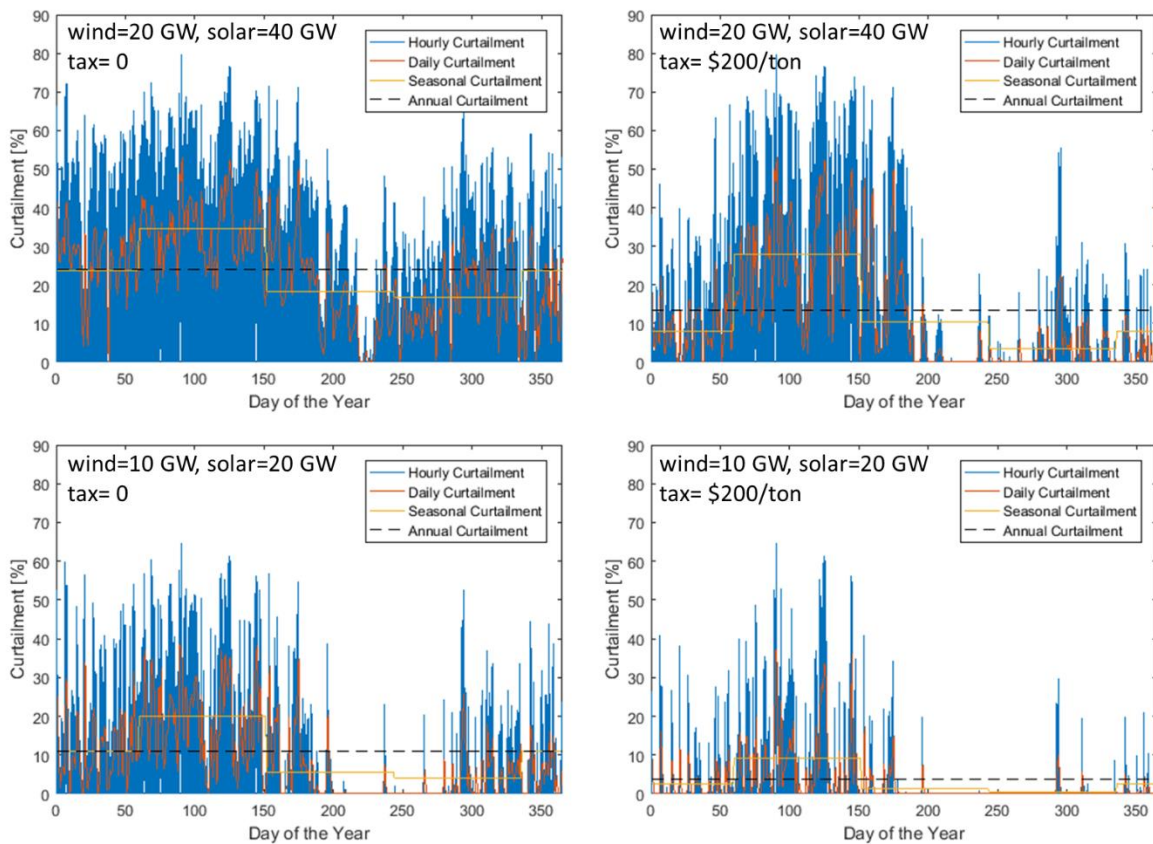 wind=20 GW, solar=40 GW
tax= 0
Hourly Curtailment
Daily Curtailment
Seasonal Curtailment
Annual Curtailment
Curtailment [%]
90
80
70
60
50
40
30
20
10
0
0 50 100 150 200 250 300 350
Day of the Year
wind=20 GW, solar=40 GW
tax= $200/ton
Hourly Curtailment
Daily Curtailment
Seasonal Curtailment
Annual Curtailment
Curtailment [%]
90
80
70
60
50
40
30
20
10
0
0 50 100 150 200 250 300 350
Day of the Year
wind=10 GW, solar=20 GW
tax= 0
Hourly Curtailment
Daily Curtailment
Seasonal Curtailment
Annual Curtailment
Curtailment [%]
90
80
70
60
50
40
30
20
10
0
0 50 100 150 200 250 300 350
Day of the Year
wind=10 GW, solar=20 GW
tax= $200/ton
Hourly Curtailment
Daily Curtailment
Seasonal Curtailment
Annual Curtailment
Curtailment [%]
90
80
70
60
50
40
30
20
10
0
0 50 100 150 200 250 300 350
Day of the Year